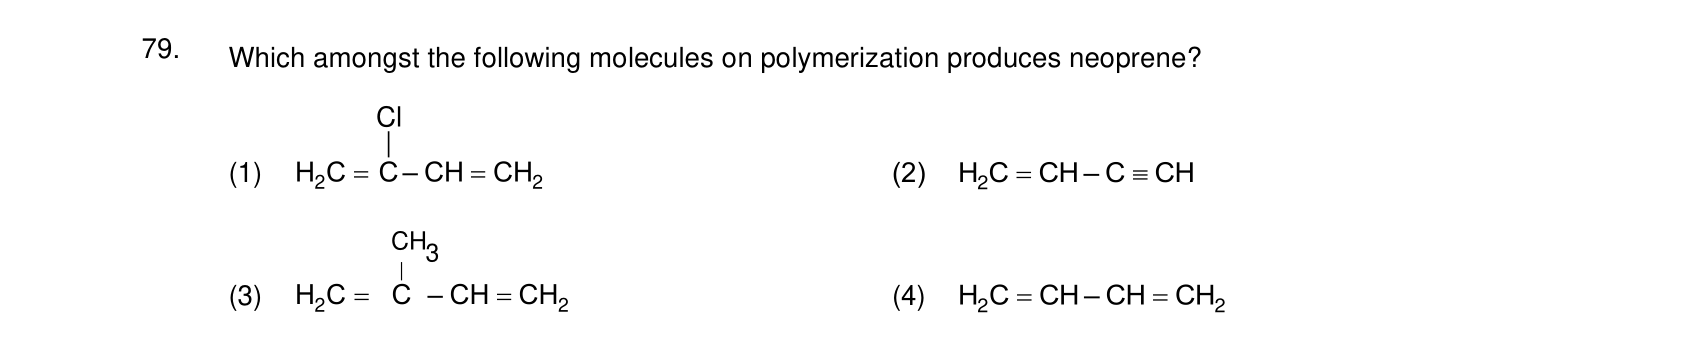 79. Which amongst the following molecules on polymerization produces neoprene?
Cl
|
(1) H₂C = C – CH = CH₂ (2) H₂C = CH – C ≡ CH
CH₃
|
(3) H₂C = C – CH = CH₂ (4) H₂C = CH – CH = CH₂